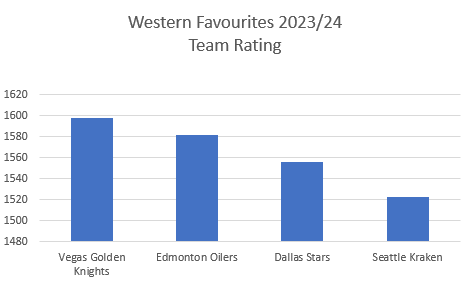 Western Favourites 2023/24
Team Rating
1620
1600
1580
1560
1540
1520
1500
1480
Vegas Golden
Knights
Edmonton Oilers
Dallas Stars
Seattle Kraken